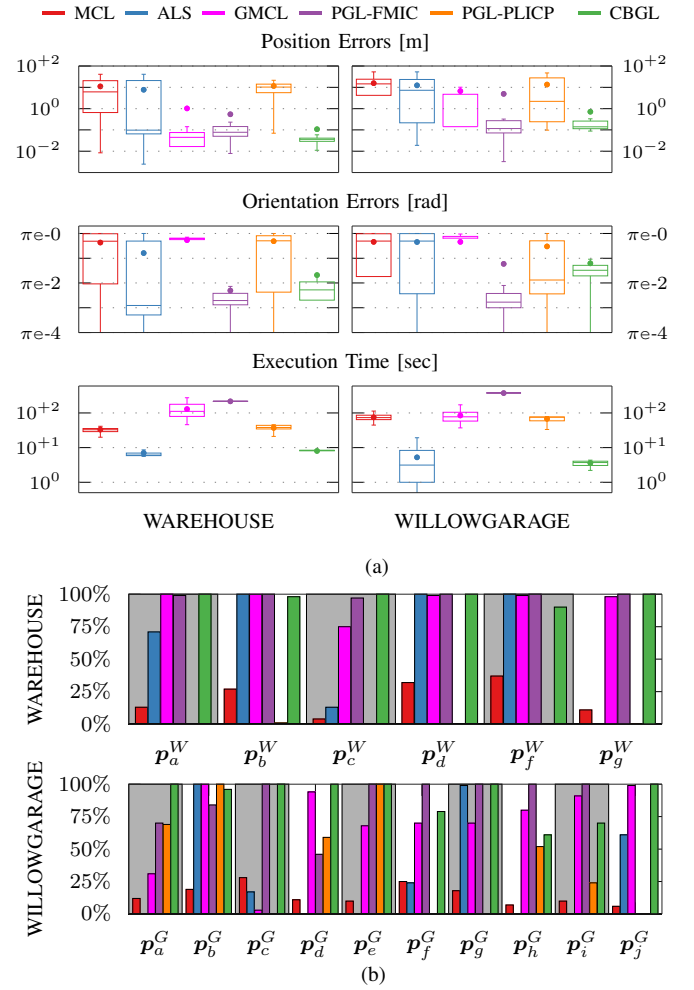 MCL ALS GMCL PGL-FMIC PGL-PLICP CBGL
Position Errors [m]
10+2 10+2
10 0 10 0
10−2 10−2
Orientation Errors [rad]
πe-0 πe-0
πe-2 πe-2
πe-4 πe-4
Execution Time [sec]
10+2 10+2
10+1 10+1
10 0 10 0
WAREHOUSE WILLOWGARAGE
(a)
WAREHOUSE
100%
75%
50%
25%
0%
p_a^W p_b^W p_c^W p_d^W p_f^W p_g^W
WILLOWGARAGE
100%
75%
50%
25%
0%
p_a^G p_b^G p_c^G p_d^G p_e^G p_f^G p_g^G p_h^G p_i^G p_j^G
(b)